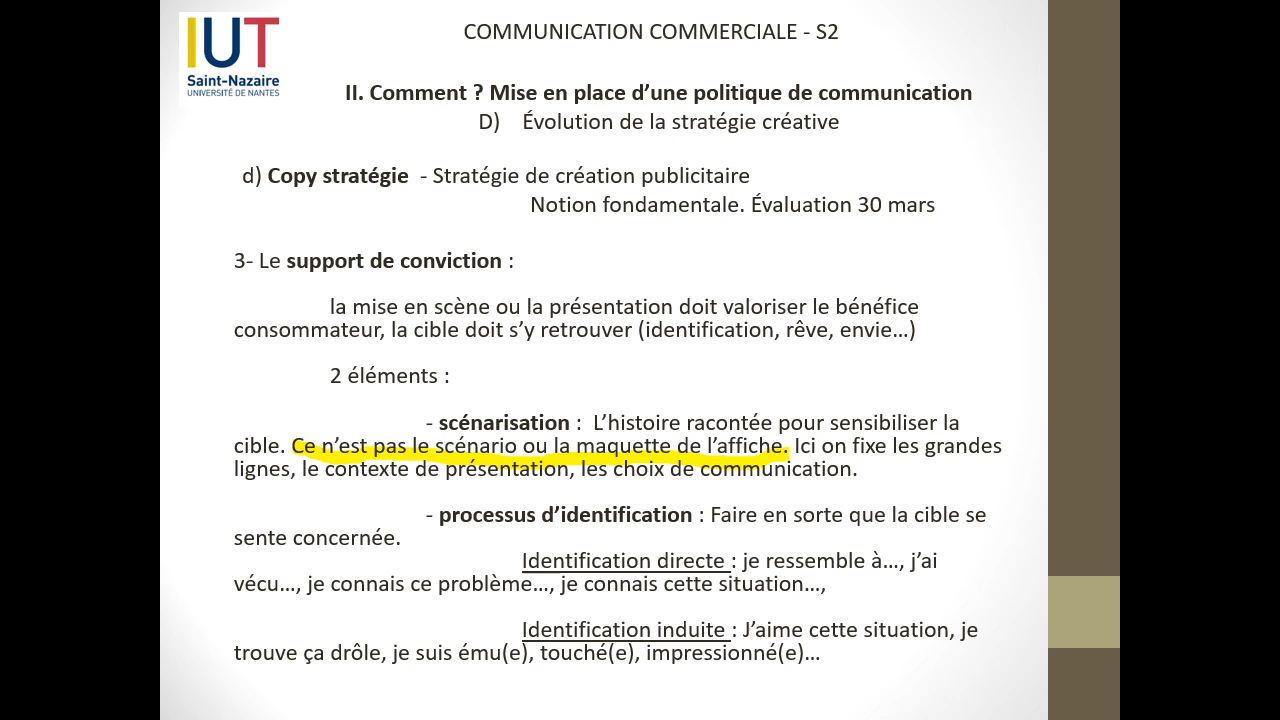 IUT
Saint-Nazaire
UNIVERSITÉ DE NANTES
COMMUNICATION COMMERCIALE - S2
II. Comment ? Mise en place d’une politique de communication
D) Évolution de la stratégie créative
d) Copy stratégie - Stratégie de création publicitaire
Notion fondamentale. Évaluation 30 mars
3- Le support de conviction :
la mise en scène ou la présentation doit valoriser le bénéfice
consommateur, la cible doit s’y retrouver (identification, rêve, envie…)
2 éléments :
- scénarisation : L’histoire racontée pour sensibiliser la
cible. Ce n’est pas le scénario ou la maquette de l’affiche. Ici on fixe les grandes
lignes, le contexte de présentation, les choix de communication.
- processus d’identification : Faire en sorte que la cible se
sente concernée.
Identification directe : je ressemble à…, j’ai
vécu…, je connais ce problème…, je connais cette situation…,
Identification induite : J’aime cette situation, je
trouve ça drôle, je suis ému(e), touché(e), impressionné(e)…